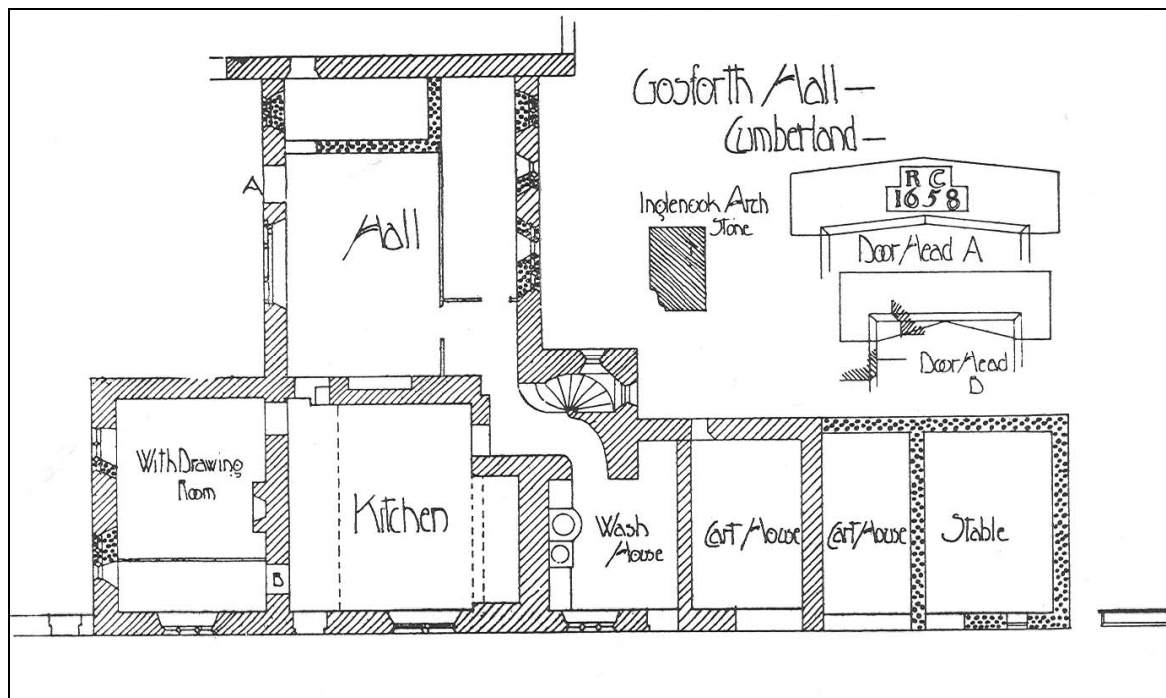 Gosforth Hall —
Cumberland —
R C
1658
Inglenook Arch
Stone
Door Head A
A
Hall
Door Head
B
With Drawing
Room
Kitchen
Wash
House
Cart House
Cart House
Stable
B